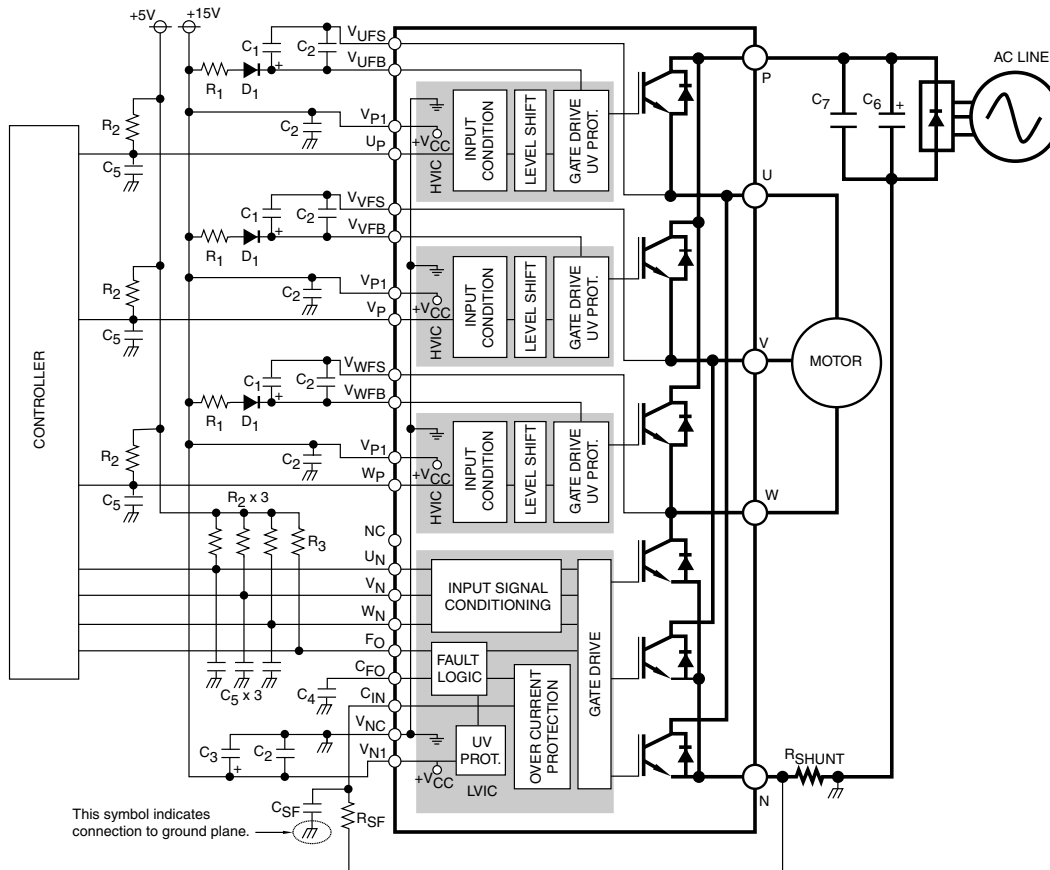 +5V
+15V
C1
+
C2
VUFS
VUFB
R1
D1
C2
VP1
R2
UP
C5
+VCC
HVIC
INPUT CONDITION
LEVEL SHIFT
GATE DRIVE UV PROT.
P
C7
C6
+
AC LINE
U
C1
+
C2
VVFS
VVFB
R1
D1
C2
VP1
R2
VP
C5
+VCC
HVIC
INPUT CONDITION
LEVEL SHIFT
GATE DRIVE UV PROT.
V
MOTOR
CONTROLLER
C1
+
C2
VWFS
VWFB
R1
D1
C2
VP1
R2
WP
C5
+VCC
HVIC
INPUT CONDITION
LEVEL SHIFT
GATE DRIVE UV PROT.
W
R2 x 3
R3
NC
UN
VN
WN
FO
CFO
CIN
VNC
VN1
C5 x 3
C4
C3
+
C2
INPUT SIGNAL
CONDITIONING
FAULT
LOGIC
UV
PROT.
+VCC
LVIC
OVER CURRENT PROTECTION
GATE DRIVE
RSHUNT
N
CSF
RSF
This symbol indicates
connection to ground plane.